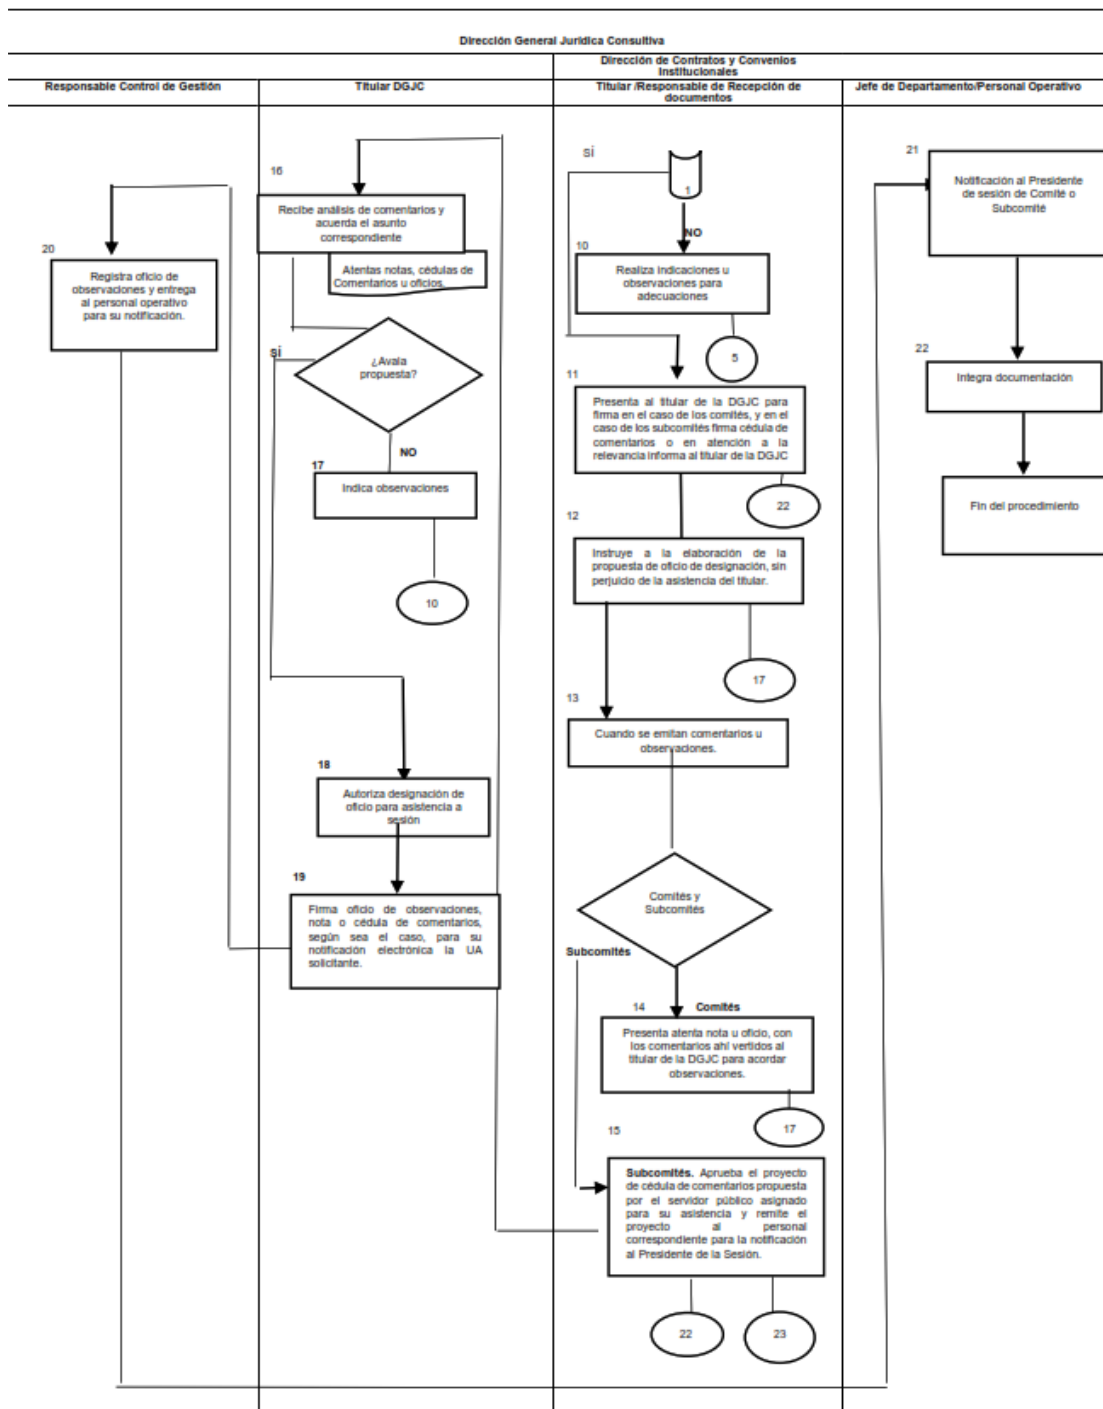 Dirección General Jurídica Consultiva
Dirección de Contratos y Convenios
Institucionales
Responsable Control de Gestión
Titular DGJC
Titular /Responsable de Recepción de
documentos
Jefe de Departamento/Personal Operativo
20
Registra oficio de
observaciones y entrega
al personal operativo
para su notificación.
16
Recibe análisis de comentarios y
acuerda el asunto
correspondiente
Atentas notas, cédulas de
Comentarios u oficios.
SÍ
¿Avala
propuesta?
NO
17
Indica observaciones
10
18
Autoriza designación de
oficio para asistencia a
sesión
19
Firma oficio de observaciones,
nota o cédula de comentarios,
según sea el caso, para su
notificación electrónica la UA
solicitante.
SÍ
1
NO
10
Realiza indicaciones u
observaciones para
adecuaciones
5
11
Presenta al titular de la DGJC para
firma en el caso de los comités, y en el
caso de los subcomités firma cédula de
comentarios o en atención a la
relevancia informa al titular de la DGJC
22
12
Instruye a la elaboración de la
propuesta de oficio de designación, sin
perjuicio de la asistencia del titular.
17
13
Cuando se emitan comentarios u
observaciones.
Comités y
Subcomités
Subcomités
14
Comités
Presenta atenta nota u oficio, con
los comentarios ahí vertidos al
titular de la DGJC para acordar
observaciones.
17
15
Subcomités. Aprueba el proyecto
de cédula de comentarios propuesta
por el servidor público asignado
para su asistencia y remite el
proyecto al personal
correspondiente para la notificación
al Presidente de la Sesión.
22
23
21
Notificación al Presidente
de sesión de Comité o
Subcomité
22
Integra documentación
Fin del procedimiento